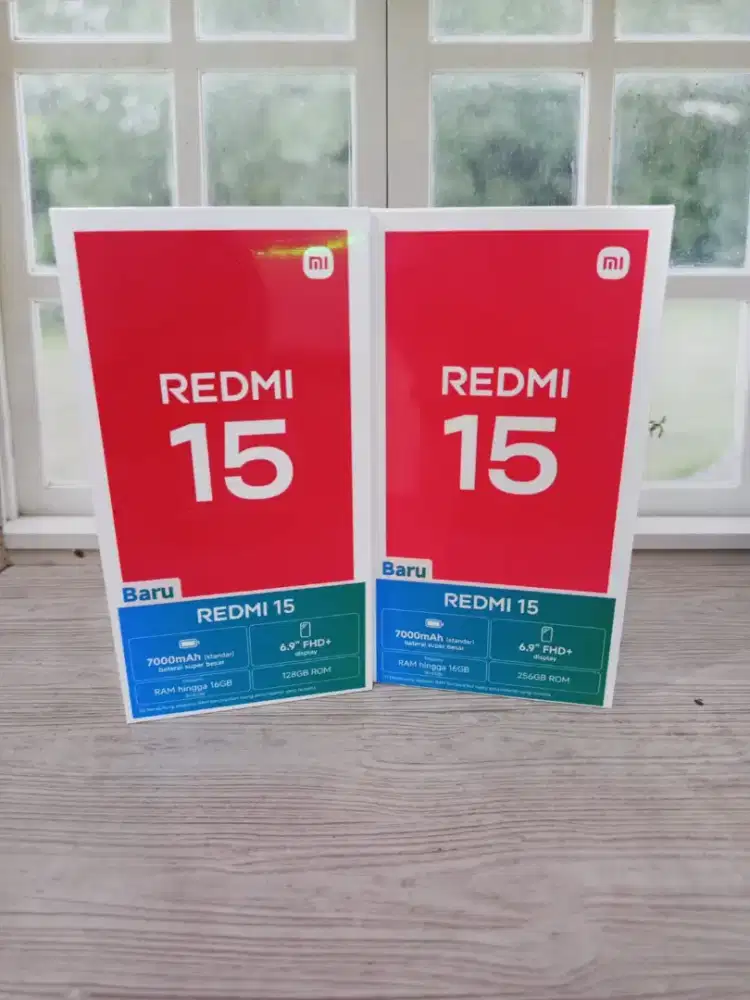 mi
REDMI
15
Baru
REDMI 15
7000mAh (standar)
baterai super besar
6.9" FHD+
display
RAM hingga 16GB
128GB ROM
mi
REDMI
15
Baru
REDMI 15
7000mAh (standar)
baterai super besar
6.9" FHD+
display
RAM hingga 16GB
256GB ROM